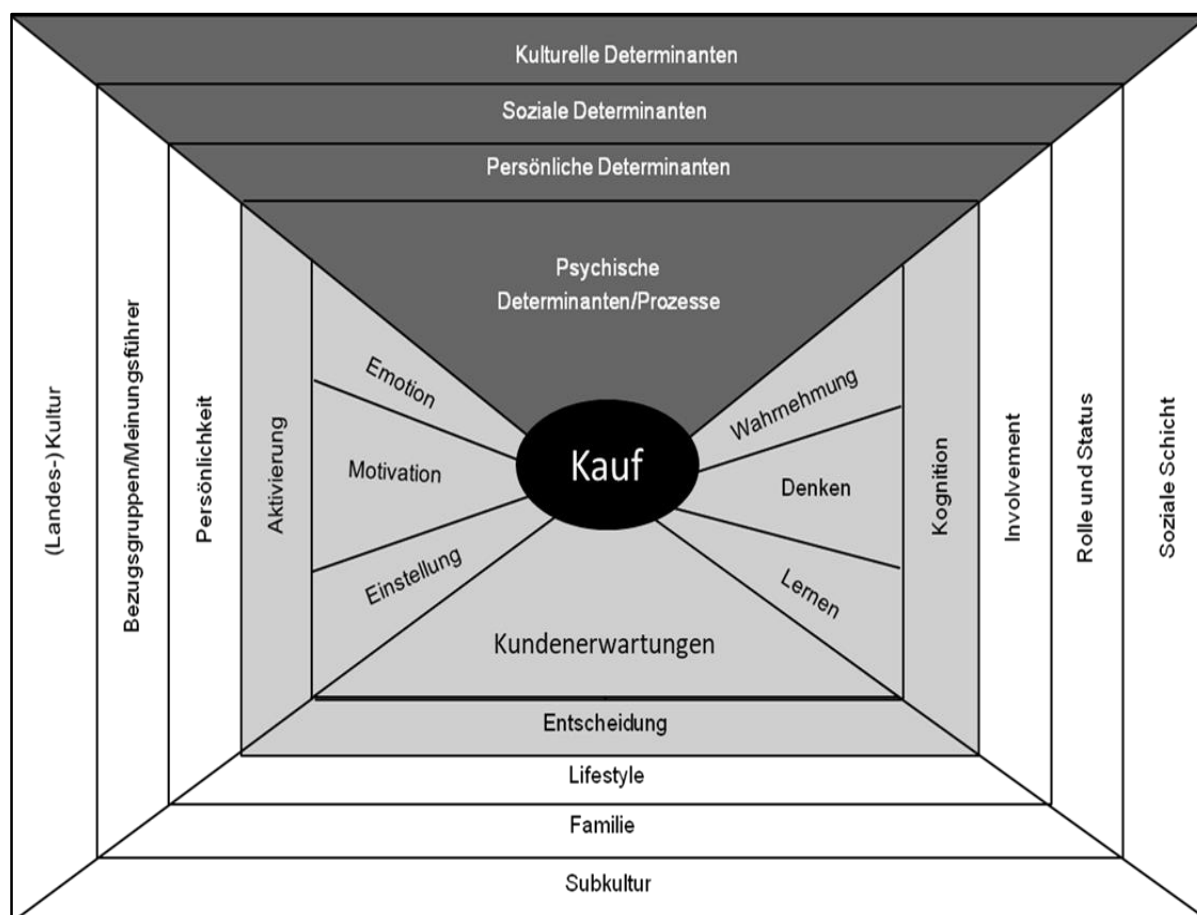 Kulturelle Determinanten
Soziale Determinanten
Persönliche Determinanten
Psychische
Determinanten/Prozesse
(Landes-) Kultur
Bezugsgruppen/Meinungsführer
Persönlichkeit
Aktivierung
Emotion
Motivation
Einstellung
Kauf
Wahrnehmung
Denken
Lernen
Kognition
Involvement
Rolle und Status
Soziale Schicht
Kundenerwartungen
Entscheidung
Lifestyle
Familie
Subkultur